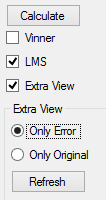 Calculate
Vinner
LMS
Extra View
Extra View
Only Error
Only Original
Refresh